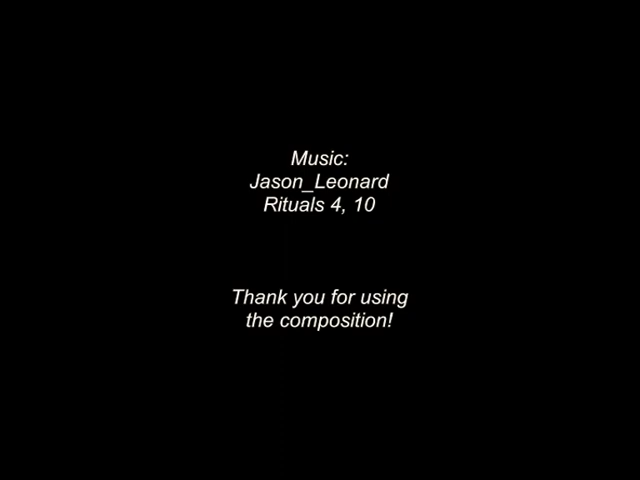 Music:
Jason_Leonard
Rituals 4, 10
Thank you for using
the composition!